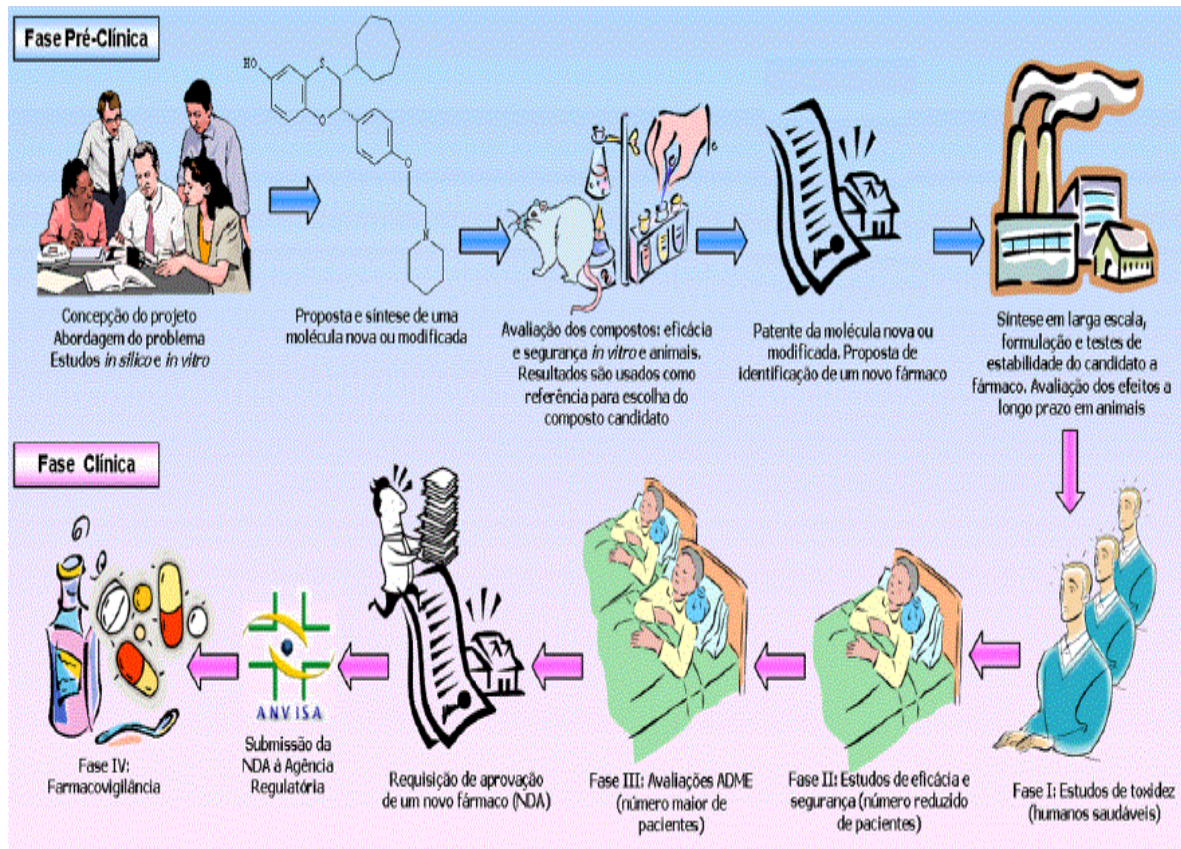 Fase Pré-Clínica
HO
S
O
O
N
Concepção do projeto
Abordagem do problema
Estudos in silico e in vitro
Proposta e síntese de uma
molécula nova ou modificada
Avaliação dos compostos: eficácia
e segurança in vitro e animais.
Resultados são usados como
referência para escolha do
composto candidato
Patente da molécula nova ou
modificada. Proposta de
identificação de um novo fármaco
Síntese em larga escala,
formulação e testes de
estabilidade do candidato a
fármaco. Avaliação dos efeitos a
longo prazo em animais
Fase Clínica
Fase I: Estudos de toxidez
(humanos saudáveis)
Fase II: Estudos de eficácia e
segurança (número reduzido
de pacientes)
Fase III: Avaliações ADME
(número maior de
pacientes)
Requisição de aprovação
de um novo fármaco (NDA)
ANVISA
Submissão da
NDA à Agência
Regulatória
Fase IV:
Farmacovigilância